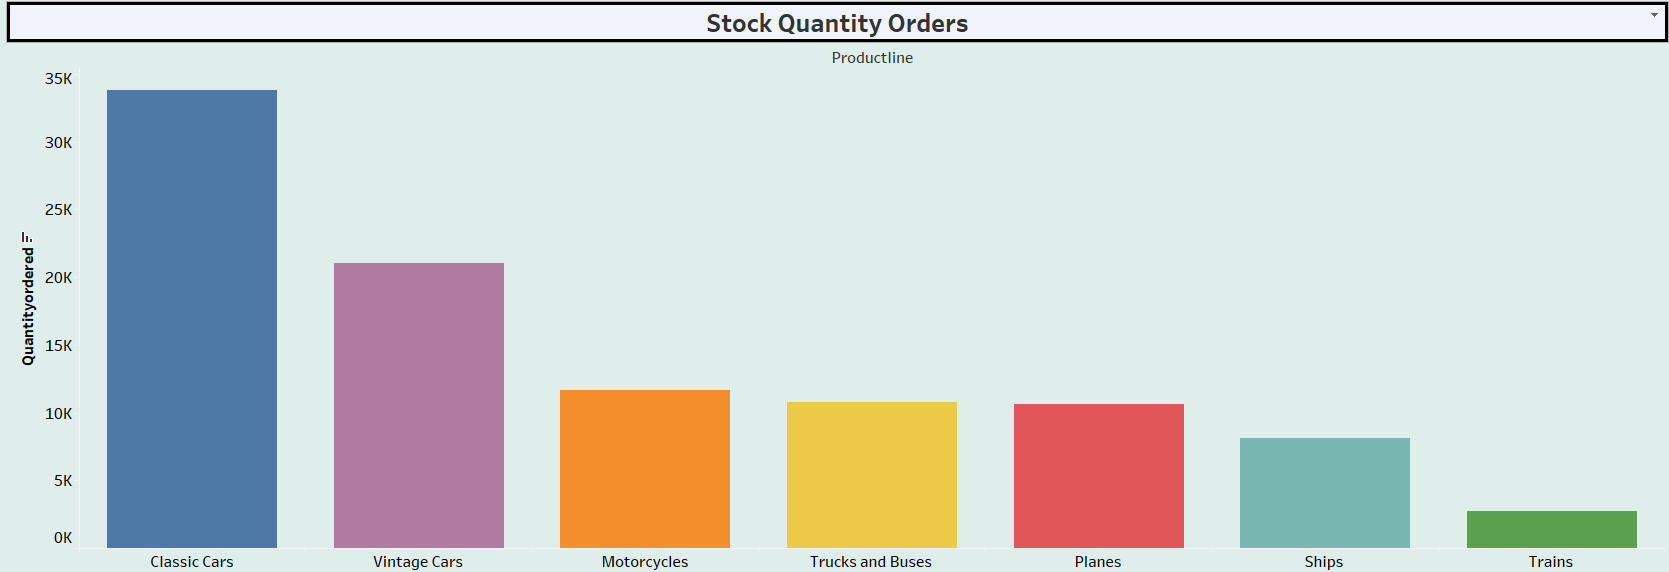 Stock Quantity Orders
Productline
Quantityordered
35K
30K
25K
20K
15K
10K
5K
0K
Classic Cars
Vintage Cars
Motorcycles
Trucks and Buses
Planes
Ships
Trains